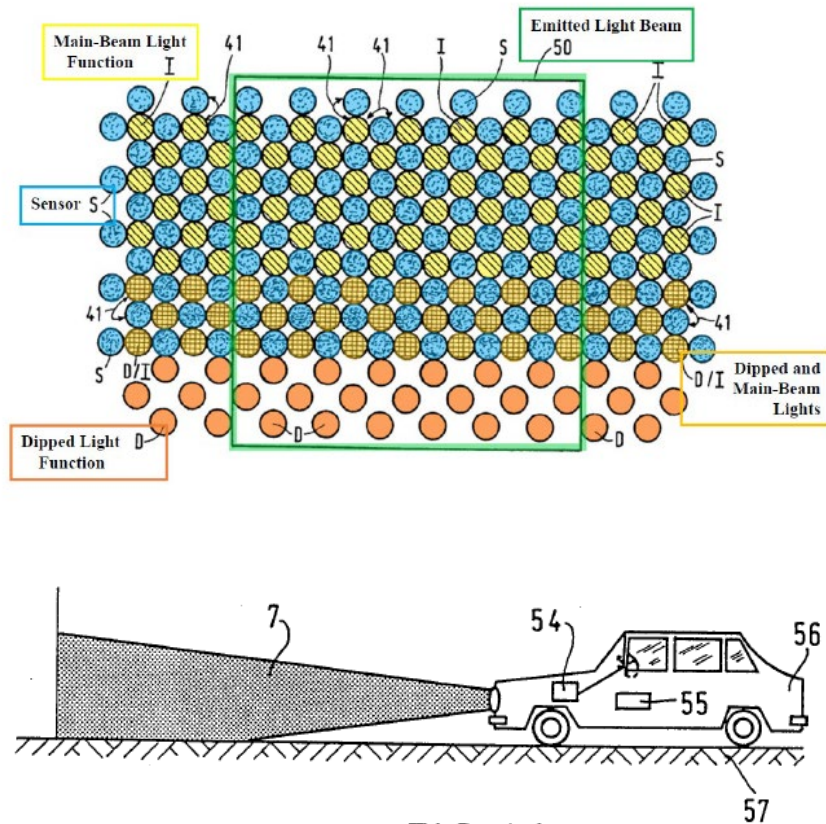 Emitted Light Beam
50
Main-Beam Light
Function
I
41
41
41
I
S
I
S
Sensor
S
I
41
41
S
D/I
D/I
Dipped and
Main-Beam
Lights
Dipped Light
Function
D
D
D
7
54
55
56
57